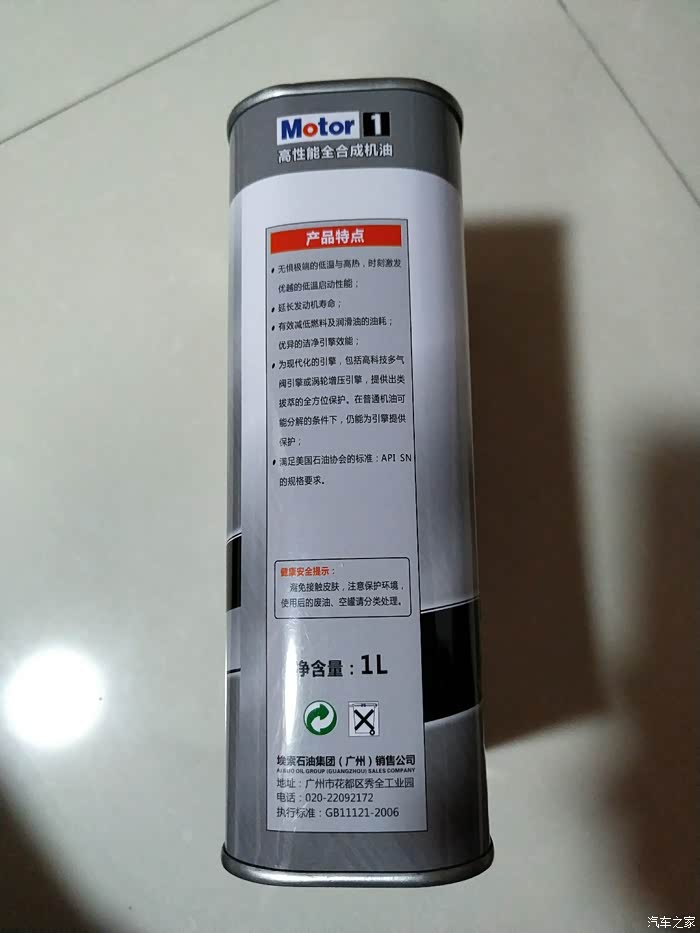 Motor 1
高性能全合成机油
产品特点
无惧极端的低温与高热，时刻激发
优越的低温启动性能；
延长发动机寿命；
有效减低燃料及润滑油的油耗；
优异的洁净引擎效能；
为现代化的引擎，包括高科技多气
阀引擎或涡轮增压引擎，提供出类
拔萃的全方位保护。在普通机油可
能分解的条件下，仍能为引擎提供
保护；
满足美国石油协会的标准：API SN
的规格要求。
健康安全提示：
避免接触皮肤，注意保护环境，
使用后的废油、空罐请分类处理。
净含量：1L
埃索石油集团（广州）销售公司
OIL GROUP (GUANGZHOU) SALES COMPANY
地址：广州市花都区秀全工业园
电话：020-22092172
执行标准：GB11121-2006
汽车之家